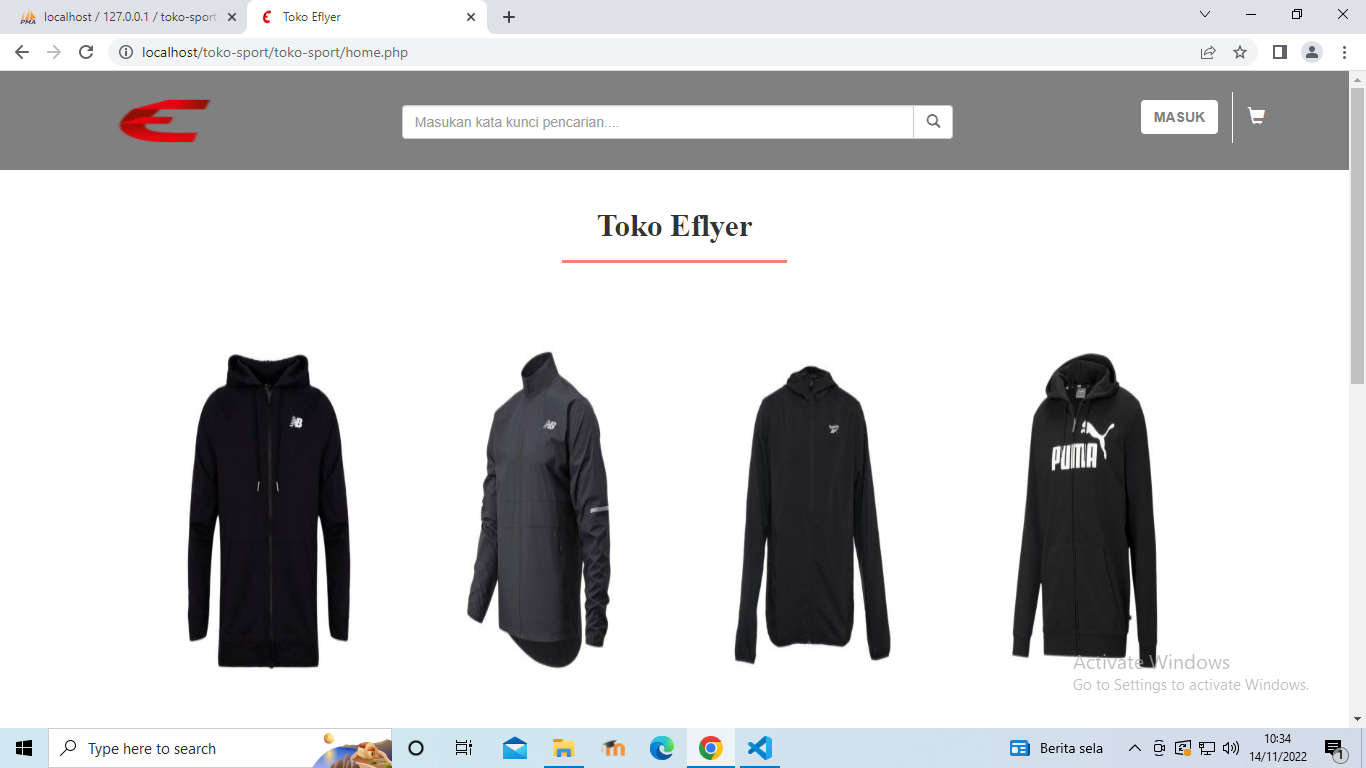 localhost / 127.0.0.1 / toko-sport
Toko Eflyer
localhost/toko-sport/toko-sport/home.php
Masukan kata kunci pencarian....
MASUK
Toko Eflyer
NB
PUMA
Activate Windows
Go to Settings to activate Windows.
Type here to search
Berita sela
10:34
14/11/2022
1